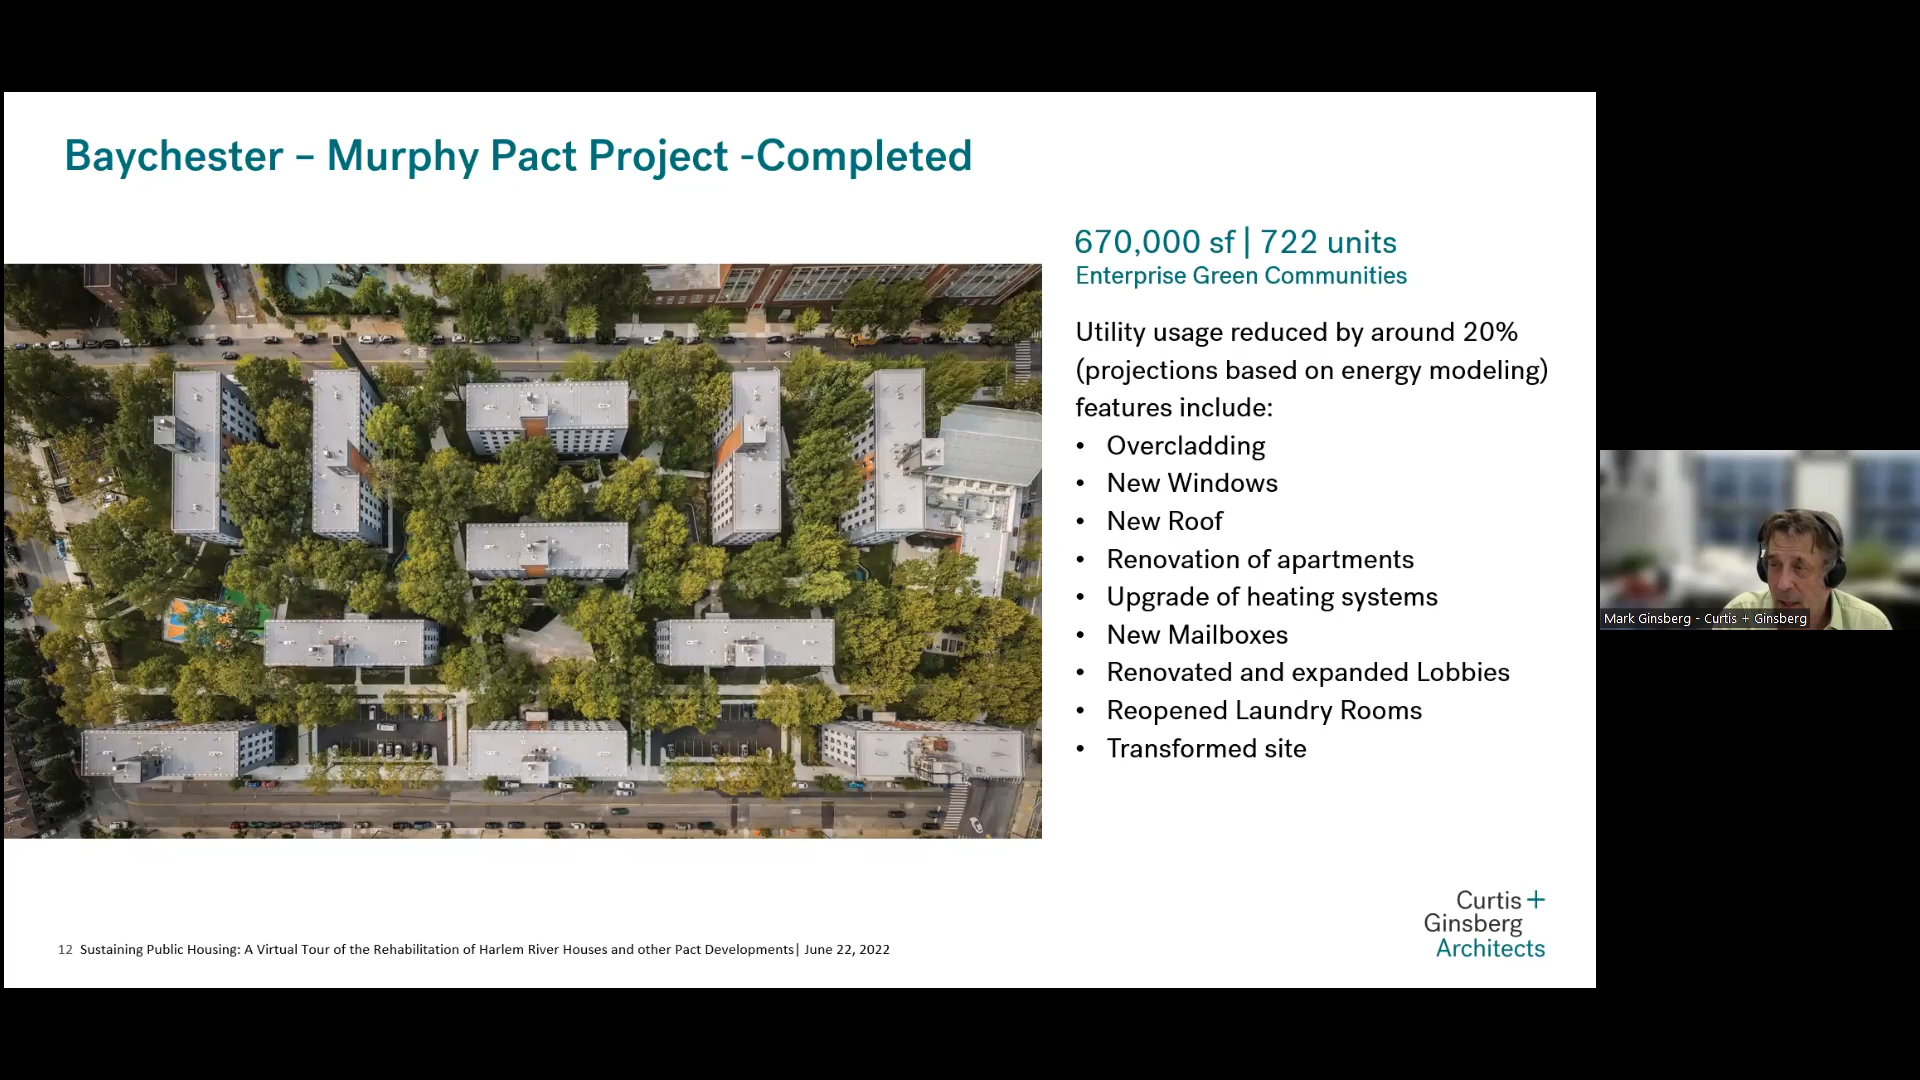 Baychester – Murphy Pact Project -Completed
670,000 sf | 722 units
Enterprise Green Communities
Utility usage reduced by around 20%
(projections based on energy modeling)
features include:
• Overcladding
• New Windows
• New Roof
• Renovation of apartments
• Upgrade of heating systems
• New Mailboxes
• Renovated and expanded Lobbies
• Reopened Laundry Rooms
• Transformed site
Mark Ginsberg - Curtis + Ginsberg
Curtis +
Ginsberg
Architects
12 Sustaining Public Housing: A Virtual Tour of the Rehabilitation of Harlem River Houses and other Pact Developments| June 22, 2022